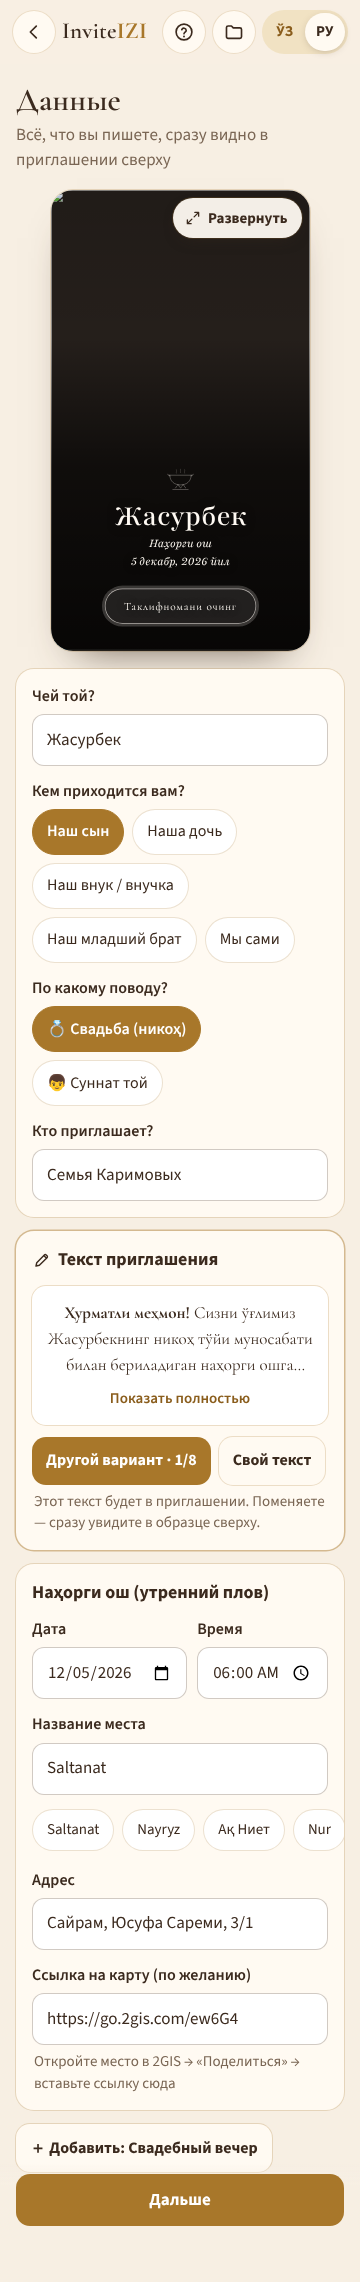 InviteIZI
ЎЗ РУ
Данные
Всё, что вы пишете, сразу видно в
приглашении сверху
Развернуть
Жасурбек
Наҳорги ош
5 декабр, 2026 йил
Таклифномани очинг
Чей той?
Жасурбек
Кем приходится вам?
Наш сын Наша дочь
Наш внук / внучка
Наш младший брат Мы сами
По какому поводу?
💍 Свадьба (никоҳ)
👦 Суннат той
Кто приглашает?
Семья Каримовых
Текст приглашения
Ҳурматли меҳмон! Сизни ўғлимиз
Жасурбекнинг никоҳ тўйи муносабати
билан бериладиган наҳорги ошга...
Показать полностью
Другой вариант · 1/8 Свой текст
Этот текст будет в приглашении. Поменяете
— сразу увидите в образце сверху.
Наҳорги ош (утренний плов)
Дата Время
12/05/2026 06:00 AM
Название места
Saltanat
Saltanat Nayryz Ақ Ниет Nur
Адрес
Сайрам, Юсуфа Сареми, 3/1
Ссылка на карту (по желанию)
https://go.2gis.com/ew6G4
Откройте место в 2GIS → «Поделиться» →
вставьте ссылку сюда
+ Добавить: Свадебный вечер
Дальше